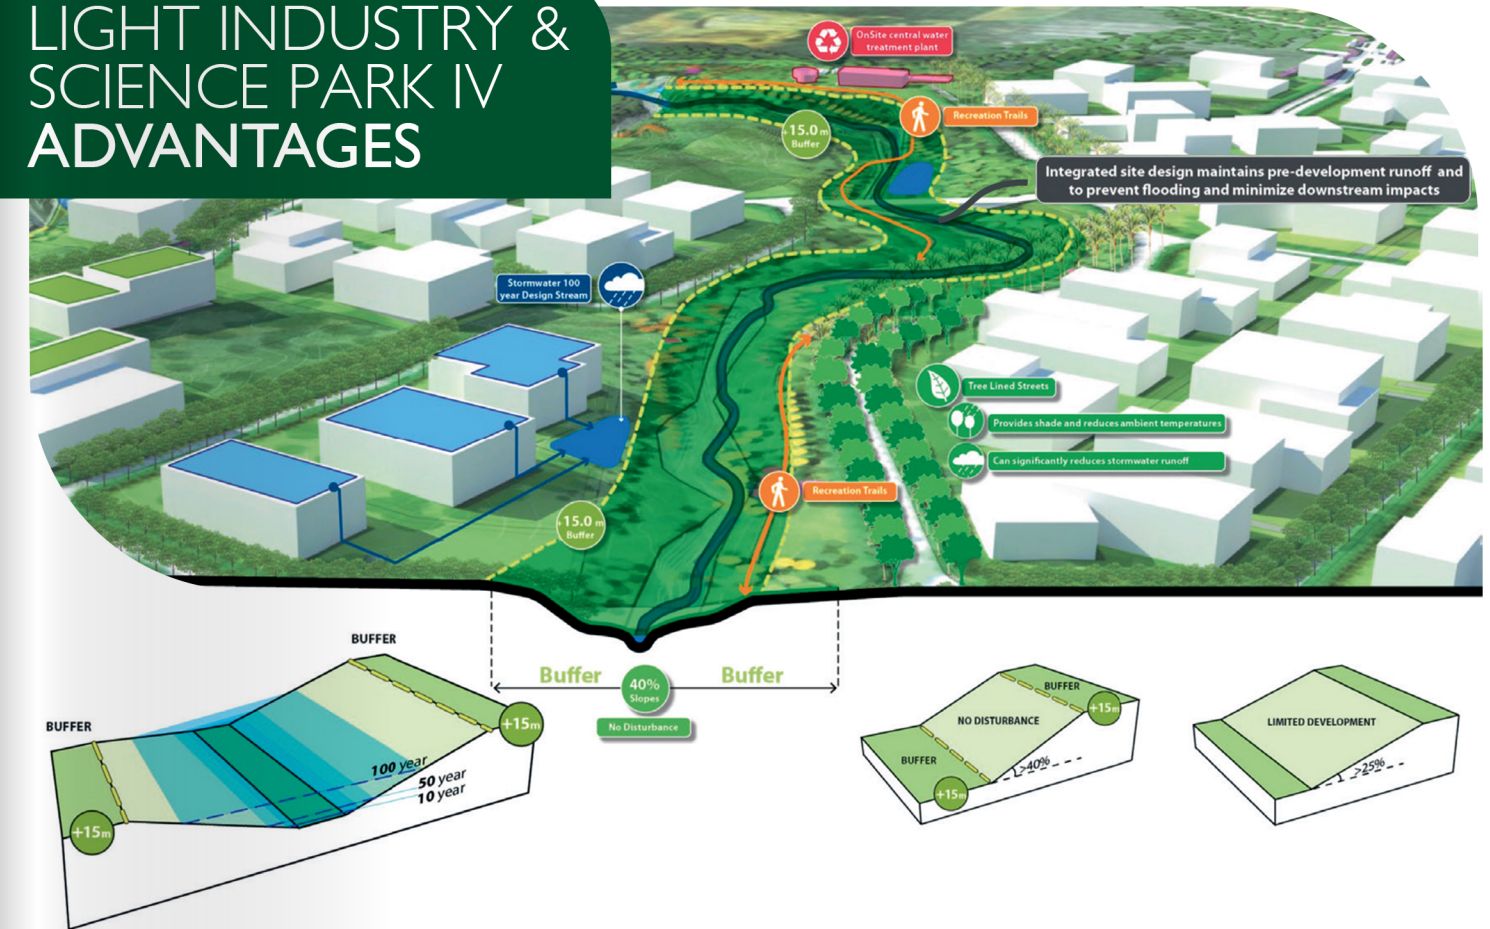 LIGHT INDUSTRY &
SCIENCE PARK IV
ADVANTAGES
OnSite central water
treatment plant
+15.0 m
Buffer
Recreation Trails
Integrated site design maintains pre-development runoff and
to prevent flooding and minimize downstream impacts
Stormwater 100
year Design Stream
Tree Lined Streets
Provides shade and reduces ambient temperatures
Can significantly reduces stormwater runoff
Recreation Trails
+15.0 m
Buffer
BUFFER
Buffer
40%
Slopes
Buffer
No Disturbance
BUFFER
+15m
100 year
50 year
10 year
+15m
BUFFER
+15m
NO DISTURBANCE
BUFFER
>40%
+15m
LIMITED DEVELOPMENT
>25%